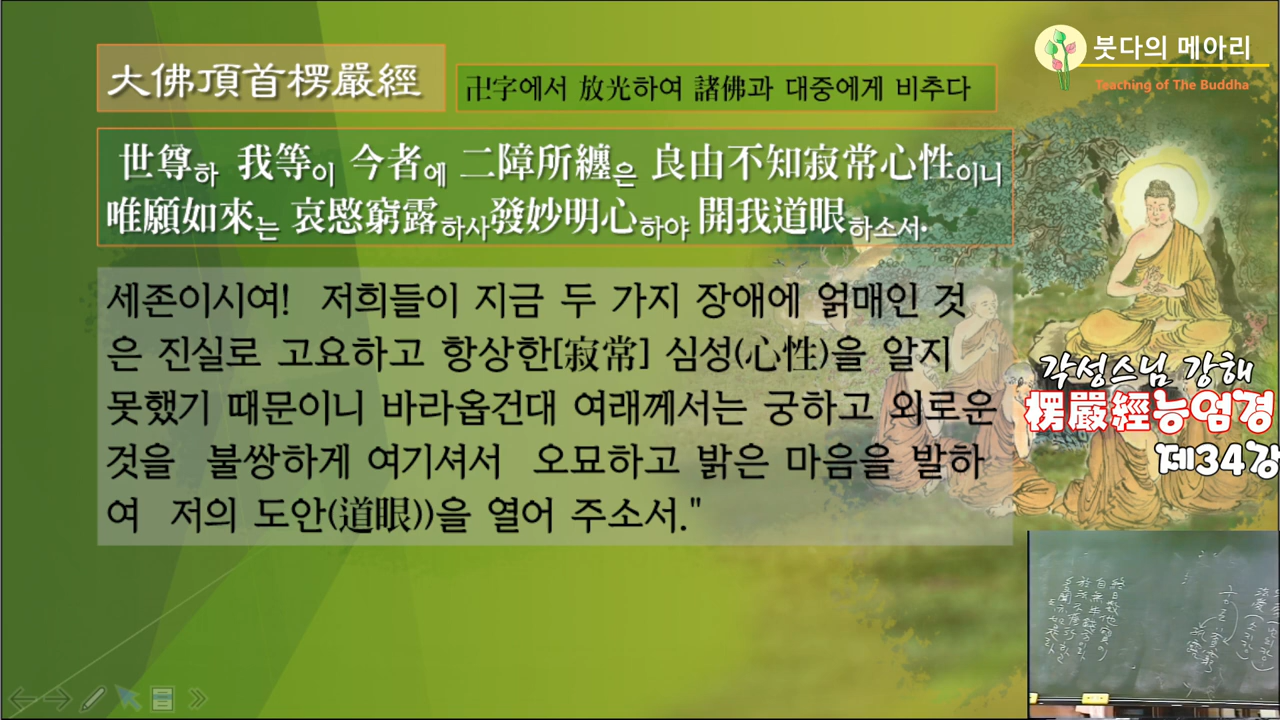 大佛頂首楞嚴經
卍字에서 放光하여 諸佛과 대중에게 비추다
붓다의 메아리
Teaching of The Buddha
世尊하 我等이 今者에 二障所纏은 良由不知寂常心性이니
唯願如來는 哀愍窮露하사發妙明心하야 開我道眼하소서.
세존이시여! 저희들이 지금 두 가지 장애에 얽매인 것
은 진실로 고요하고 항상한[寂常] 심성(心性)을 알지
못했기 때문이니 바라옵건대 여래께서는 궁하고 외로운
것을 불쌍하게 여기셔서 오묘하고 밝은 마음을 발하
여 저의 도안(道眼))을 열어 주소서."
각성스님 강해
楞嚴經능엄경
제34강